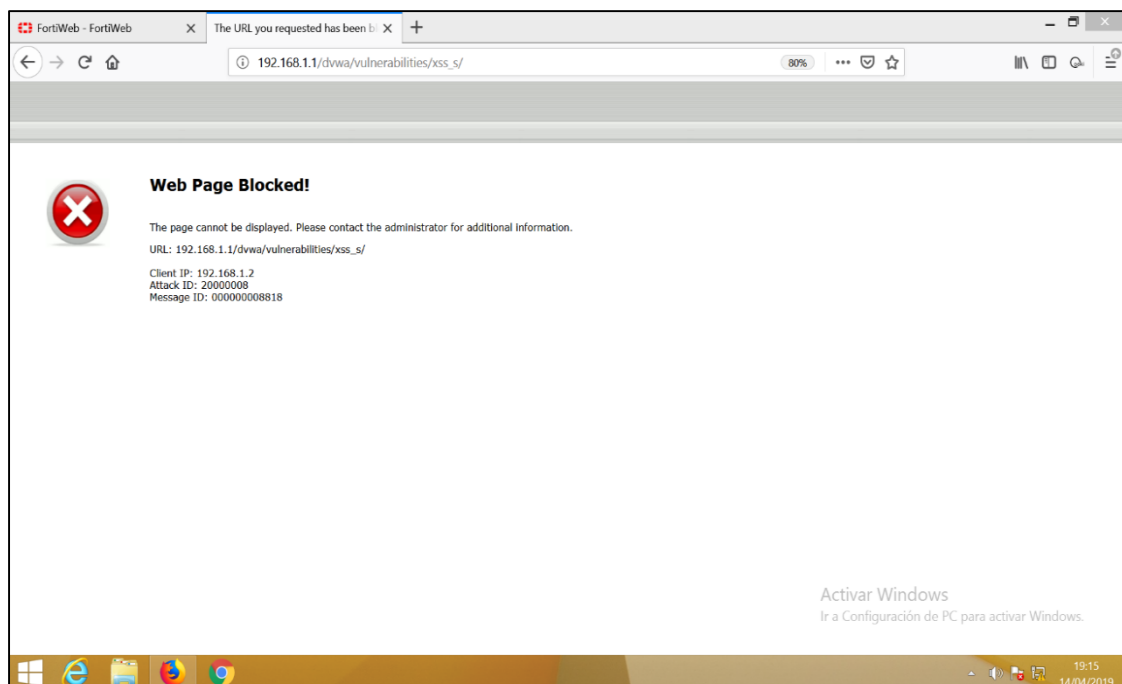 FortiWeb - FortiWeb
The URL you requested has been bl
192.168.1.1/dvwa/vulnerabilities/xss_s/
80%
Web Page Blocked!
The page cannot be displayed. Please contact the administrator for additional information.
URL: 192.168.1.1/dvwa/vulnerabilities/xss_s/
Client IP: 192.168.1.2
Attack ID: 20000008
Message ID: 000000008818
Activar Windows
Ir a Configuración de PC para activar Windows.
19:15
14/04/2019